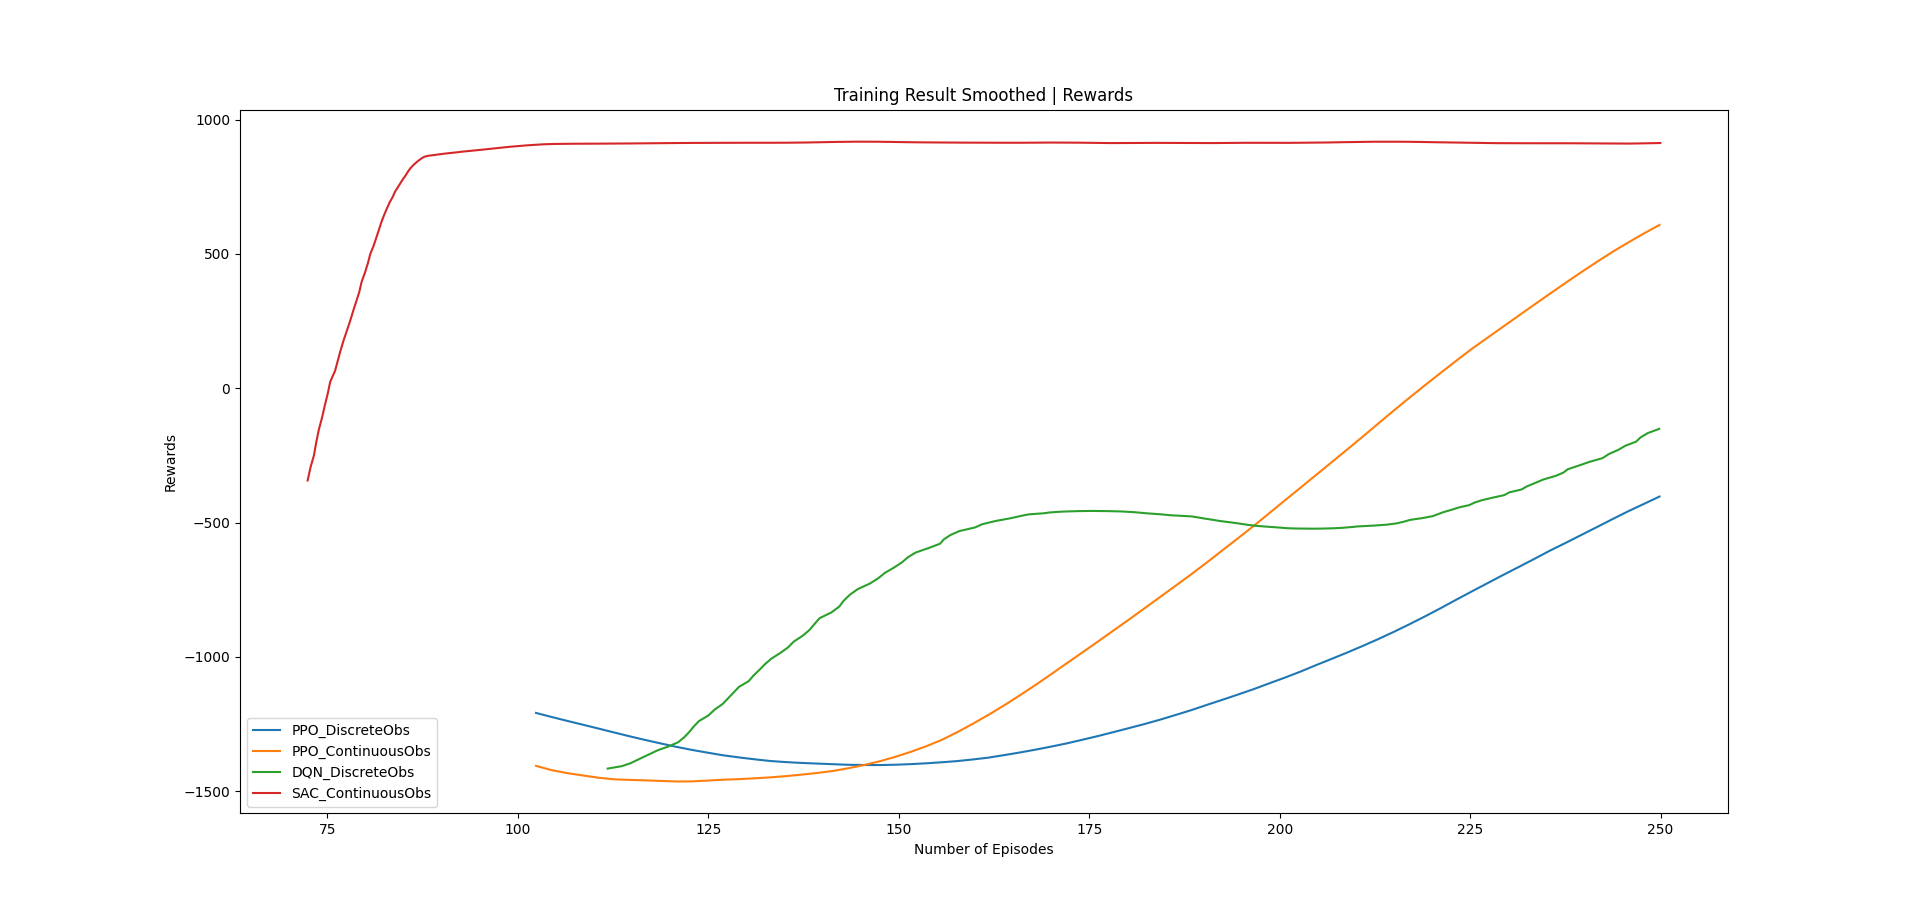 Training Result Smoothed | Rewards
1000
500
0
−500
−1000
−1500
Rewards
PPO_DiscreteObs
PPO_ContinuousObs
DQN_DiscreteObs
SAC_ContinuousObs
75 100 125 150 175 200 225 250
Number of Episodes